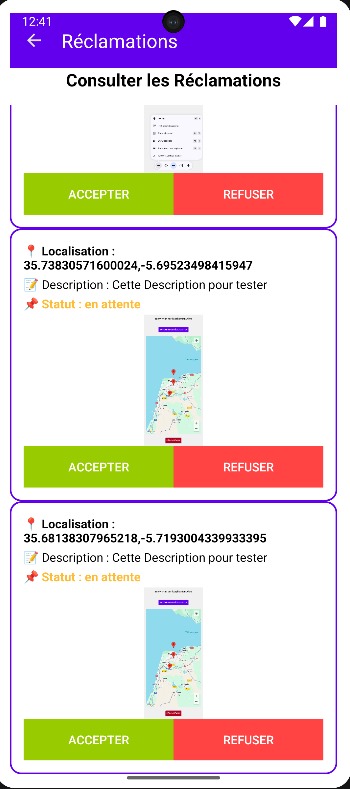 12:41
Réclamations
Consulter les Réclamations
ACCEPTER REFUSER
Localisation :
35.73830571600024,-5.69523498415947
Description : Cette Description pour tester
Statut : en attente
ACCEPTER REFUSER
Localisation :
35.68138307965218,-5.7193004339933395
Description : Cette Description pour tester
Statut : en attente
ACCEPTER REFUSER